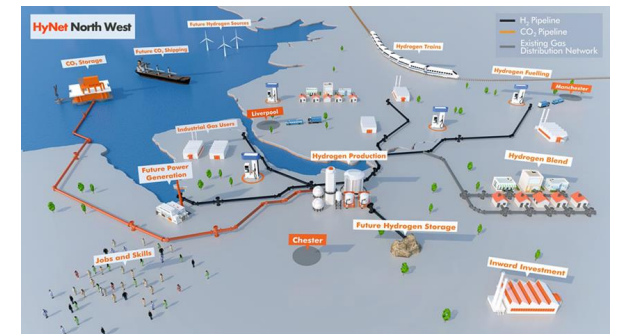 HyNet North West
Future Hydrogen Sources
H₂ Pipeline
CO₂ Pipeline
Existing Gas
Distribution Network
Future CO₂ Shipping
Hydrogen Trains
CO₂ Storage
Hydrogen Fuelling
Manchester
Liverpool
Industrial Gas Users
Hydrogen Production
Hydrogen Blend
Future Power
Generation
Future Hydrogen Storage
Chester
Jobs and Skills
Inward Investment